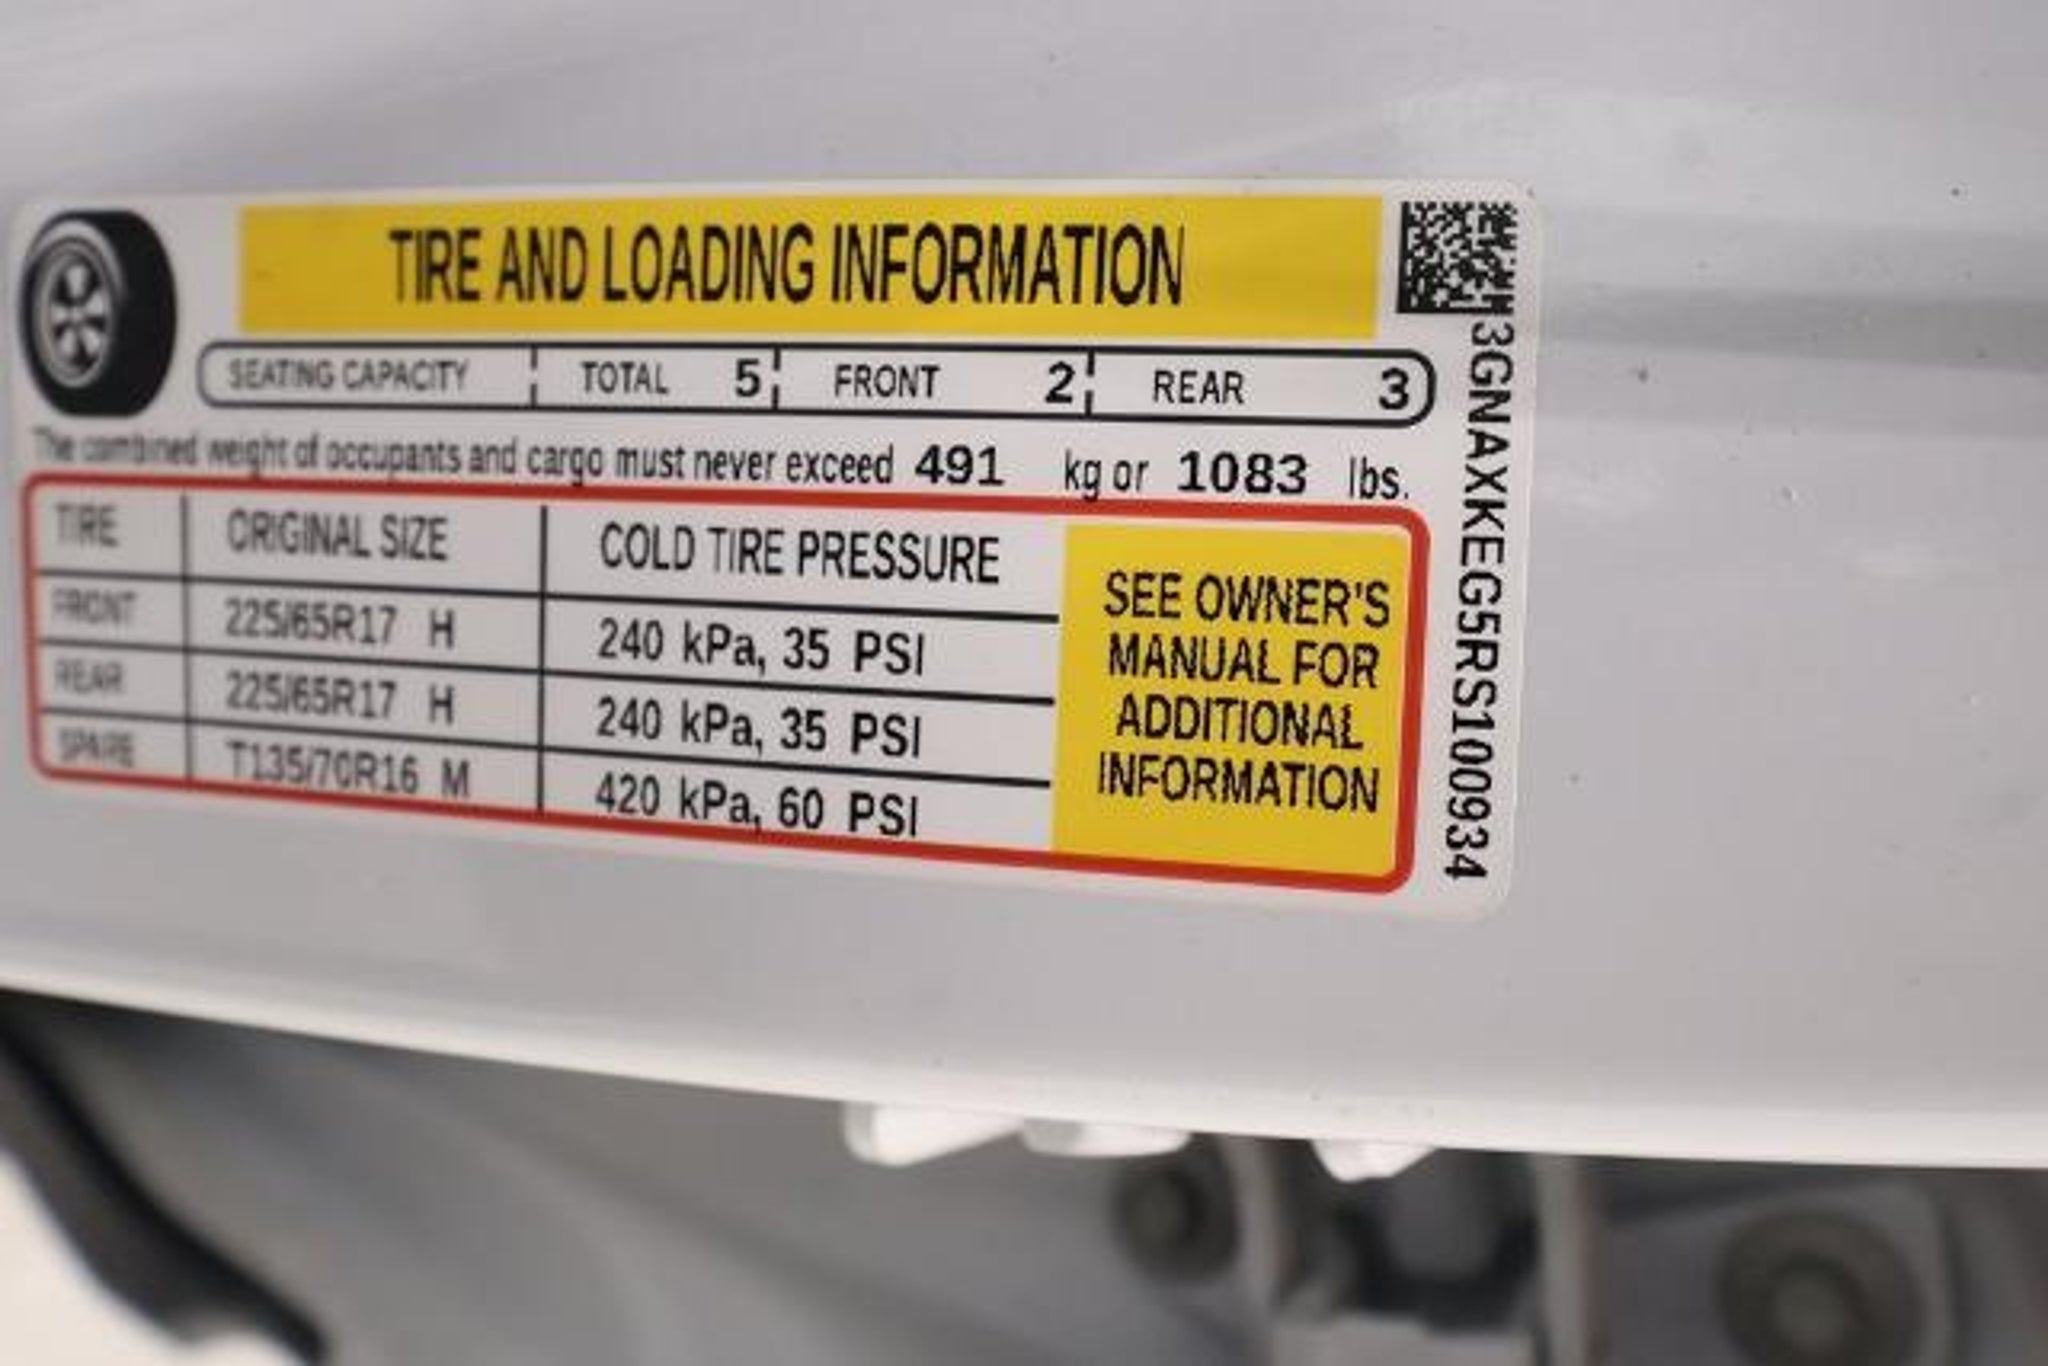 TIRE AND LOADING INFORMATION
SEATING CAPACITY TOTAL 5 FRONT 2 REAR 3
The combined weight of occupants and cargo must never exceed 491 kg or 1083 lbs.
TIRE ORIGINAL SIZE COLD TIRE PRESSURE
FRONT 225/65R17 H 240 kPa, 35 PSI
REAR 225/65R17 H 240 kPa, 35 PSI
SPARE T135/70R16 M 420 kPa, 60 PSI
SEE OWNER'S
MANUAL FOR
ADDITIONAL
INFORMATION
3GNAXKEG5RS100934